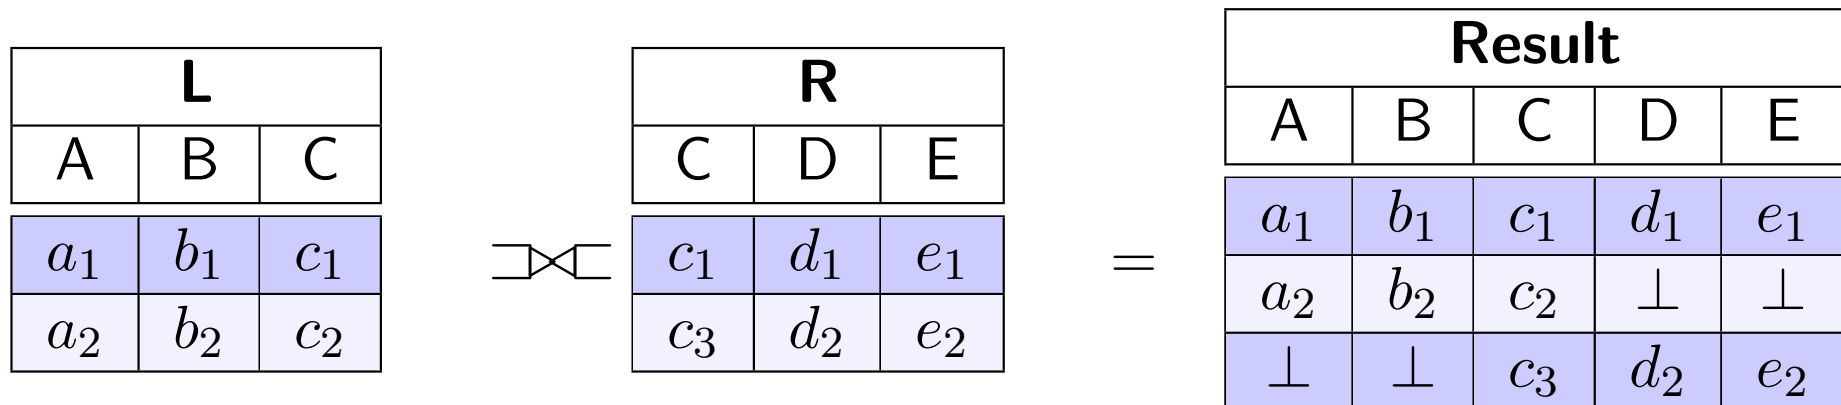 L
A B C
a₁ b₁ c₁
a₂ b₂ c₂
⟗
R
C D E
c₁ d₁ e₁
c₃ d₂ e₂
=
Result
A B C D E
a₁ b₁ c₁ d₁ e₁
a₂ b₂ c₂ ⊥ ⊥
⊥ ⊥ c₃ d₂ e₂